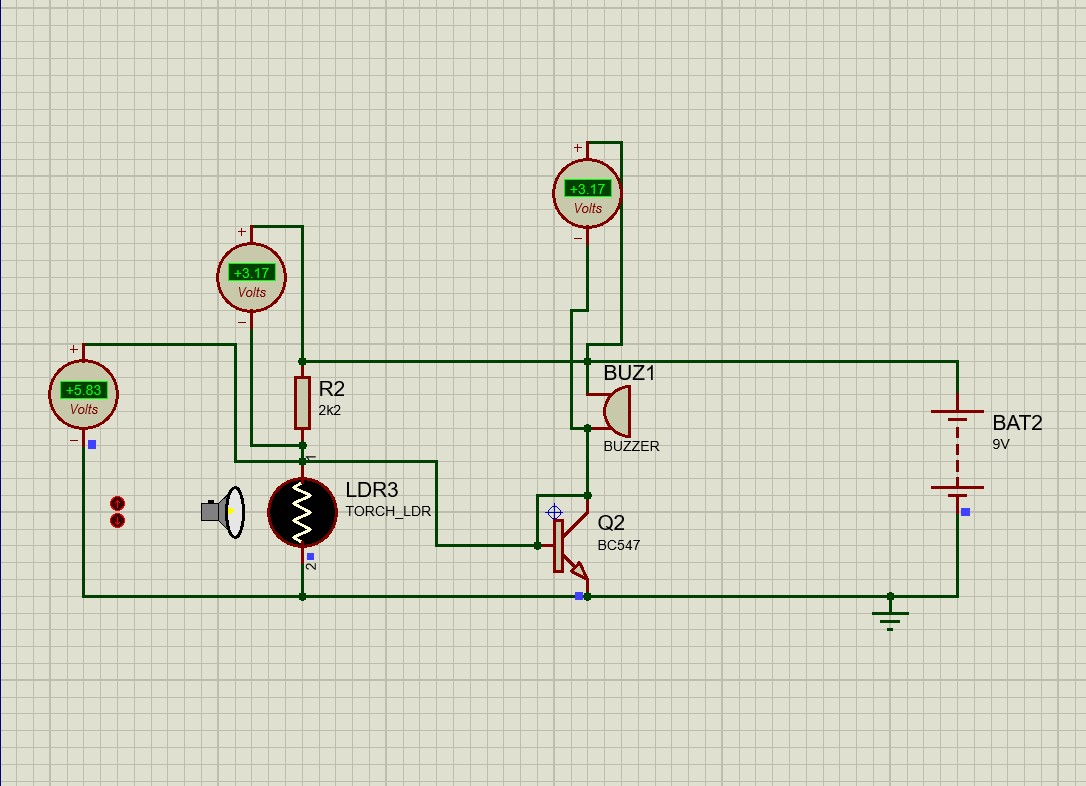 +
+3.17
Volts
−
+
+3.17
Volts
−
+
+5.83
Volts
−
R2
2k2
BUZ1
BUZZER
BAT2
9V
1
LDR3
TORCH_LDR
2
Q2
BC547